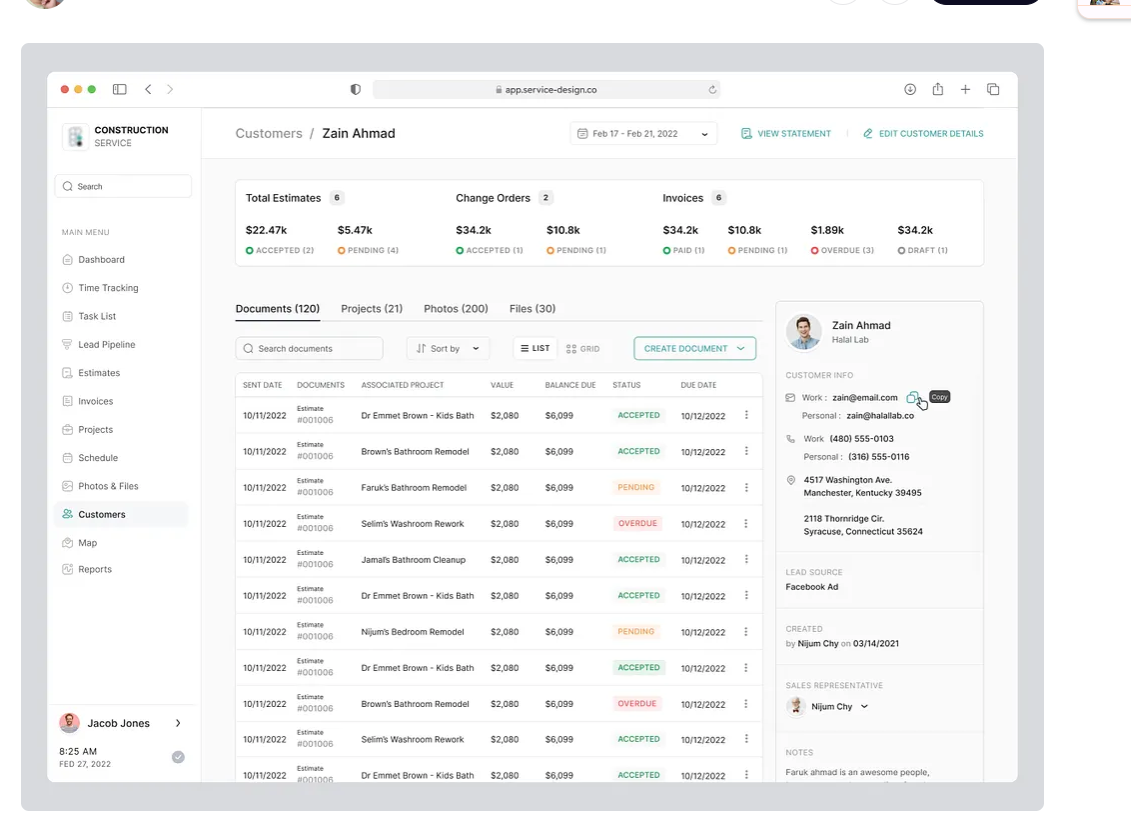 app.service-design.co
CONSTRUCTION
SERVICE
Search
MAIN MENU
Dashboard
Time Tracking
Task List
Lead Pipeline
Estimates
Invoices
Projects
Schedule
Photos & Files
Customers
Map
Reports
Jacob Jones
8:25 AM
FEB 27, 2022
Customers / Zain Ahmad
Feb 17 - Feb 21, 2022
VIEW STATEMENT
EDIT CUSTOMER DETAILS
Total Estimates 6
$22.47k $5.47k
ACCEPTED (2) PENDING (4)
Change Orders 2
$34.2k $10.8k
ACCEPTED (1) PENDING (1)
Invoices 6
$34.2k $10.8k $1.89k $34.2k
PAID (1) PENDING (1) OVERDUE (3) DRAFT (1)
Documents (120) Projects (21) Photos (200) Files (30)
Search documents Sort by LIST GRID CREATE DOCUMENT
SENT DATE DOCUMENTS ASSOCIATED PROJECT VALUE BALANCE DUE STATUS DUE DATE
10/11/2022 Estimate #001006 Dr Emmet Brown - Kids Bath $2,080 $6,099 ACCEPTED 10/12/2022
10/11/2022 Estimate #001006 Brown's Bathroom Remodel $2,080 $6,099 ACCEPTED 10/12/2022
10/11/2022 Estimate #001006 Faruk's Bathroom Remodel $2,080 $6,099 PENDING 10/12/2022
10/11/2022 Estimate #001006 Selim's Washroom Rework $2,080 $6,099 OVERDUE 10/12/2022
10/11/2022 Estimate #001006 Jamal's Bathroom Cleanup $2,080 $6,099 ACCEPTED 10/12/2022
10/11/2022 Estimate #001006 Dr Emmet Brown - Kids Bath $2,080 $6,099 ACCEPTED 10/12/2022
10/11/2022 Estimate #001006 Nijum's Bedroom Remodel $2,080 $6,099 PENDING 10/12/2022
10/11/2022 Estimate #001006 Dr Emmet Brown - Kids Bath $2,080 $6,099 ACCEPTED 10/12/2022
10/11/2022 Estimate #001006 Brown's Bathroom Remodel $2,080 $6,099 OVERDUE 10/12/2022
10/11/2022 Estimate #001006 Selim's Washroom Rework $2,080 $6,099 ACCEPTED 10/12/2022
10/11/2022 Estimate #001006 Dr Emmet Brown - Kids Bath $2,080 $6,099 ACCEPTED 10/12/2022
Zain Ahmad
Halal Lab
CUSTOMER INFO
Work : zain@email.com Copy
Personal : zain@halallab.co
Work (480) 555-0103
Personal : (316) 555-0116
4517 Washington Ave.
Manchester, Kentucky 39495
2118 Thornridge Cir.
Syracuse, Connecticut 35624
LEAD SOURCE
Facebook Ad
CREATED
by Nijum Chy on 03/14/2021
SALES REPRESENTATIVE
Nijum Chy
NOTES
Faruk ahmad is an awesome people,